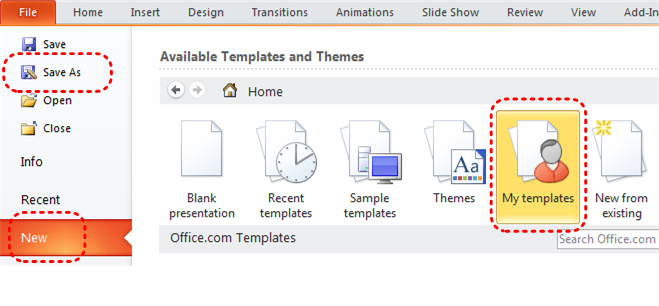 File Home Insert Design Transitions Animations Slide Show Review View Add-In
Save
Save As
Open
Close
Info
Recent
New
Available Templates and Themes
Home
Blank presentation
Recent templates
Sample templates
Themes
My templates
New from existing
Office.com Templates
Search Office.com